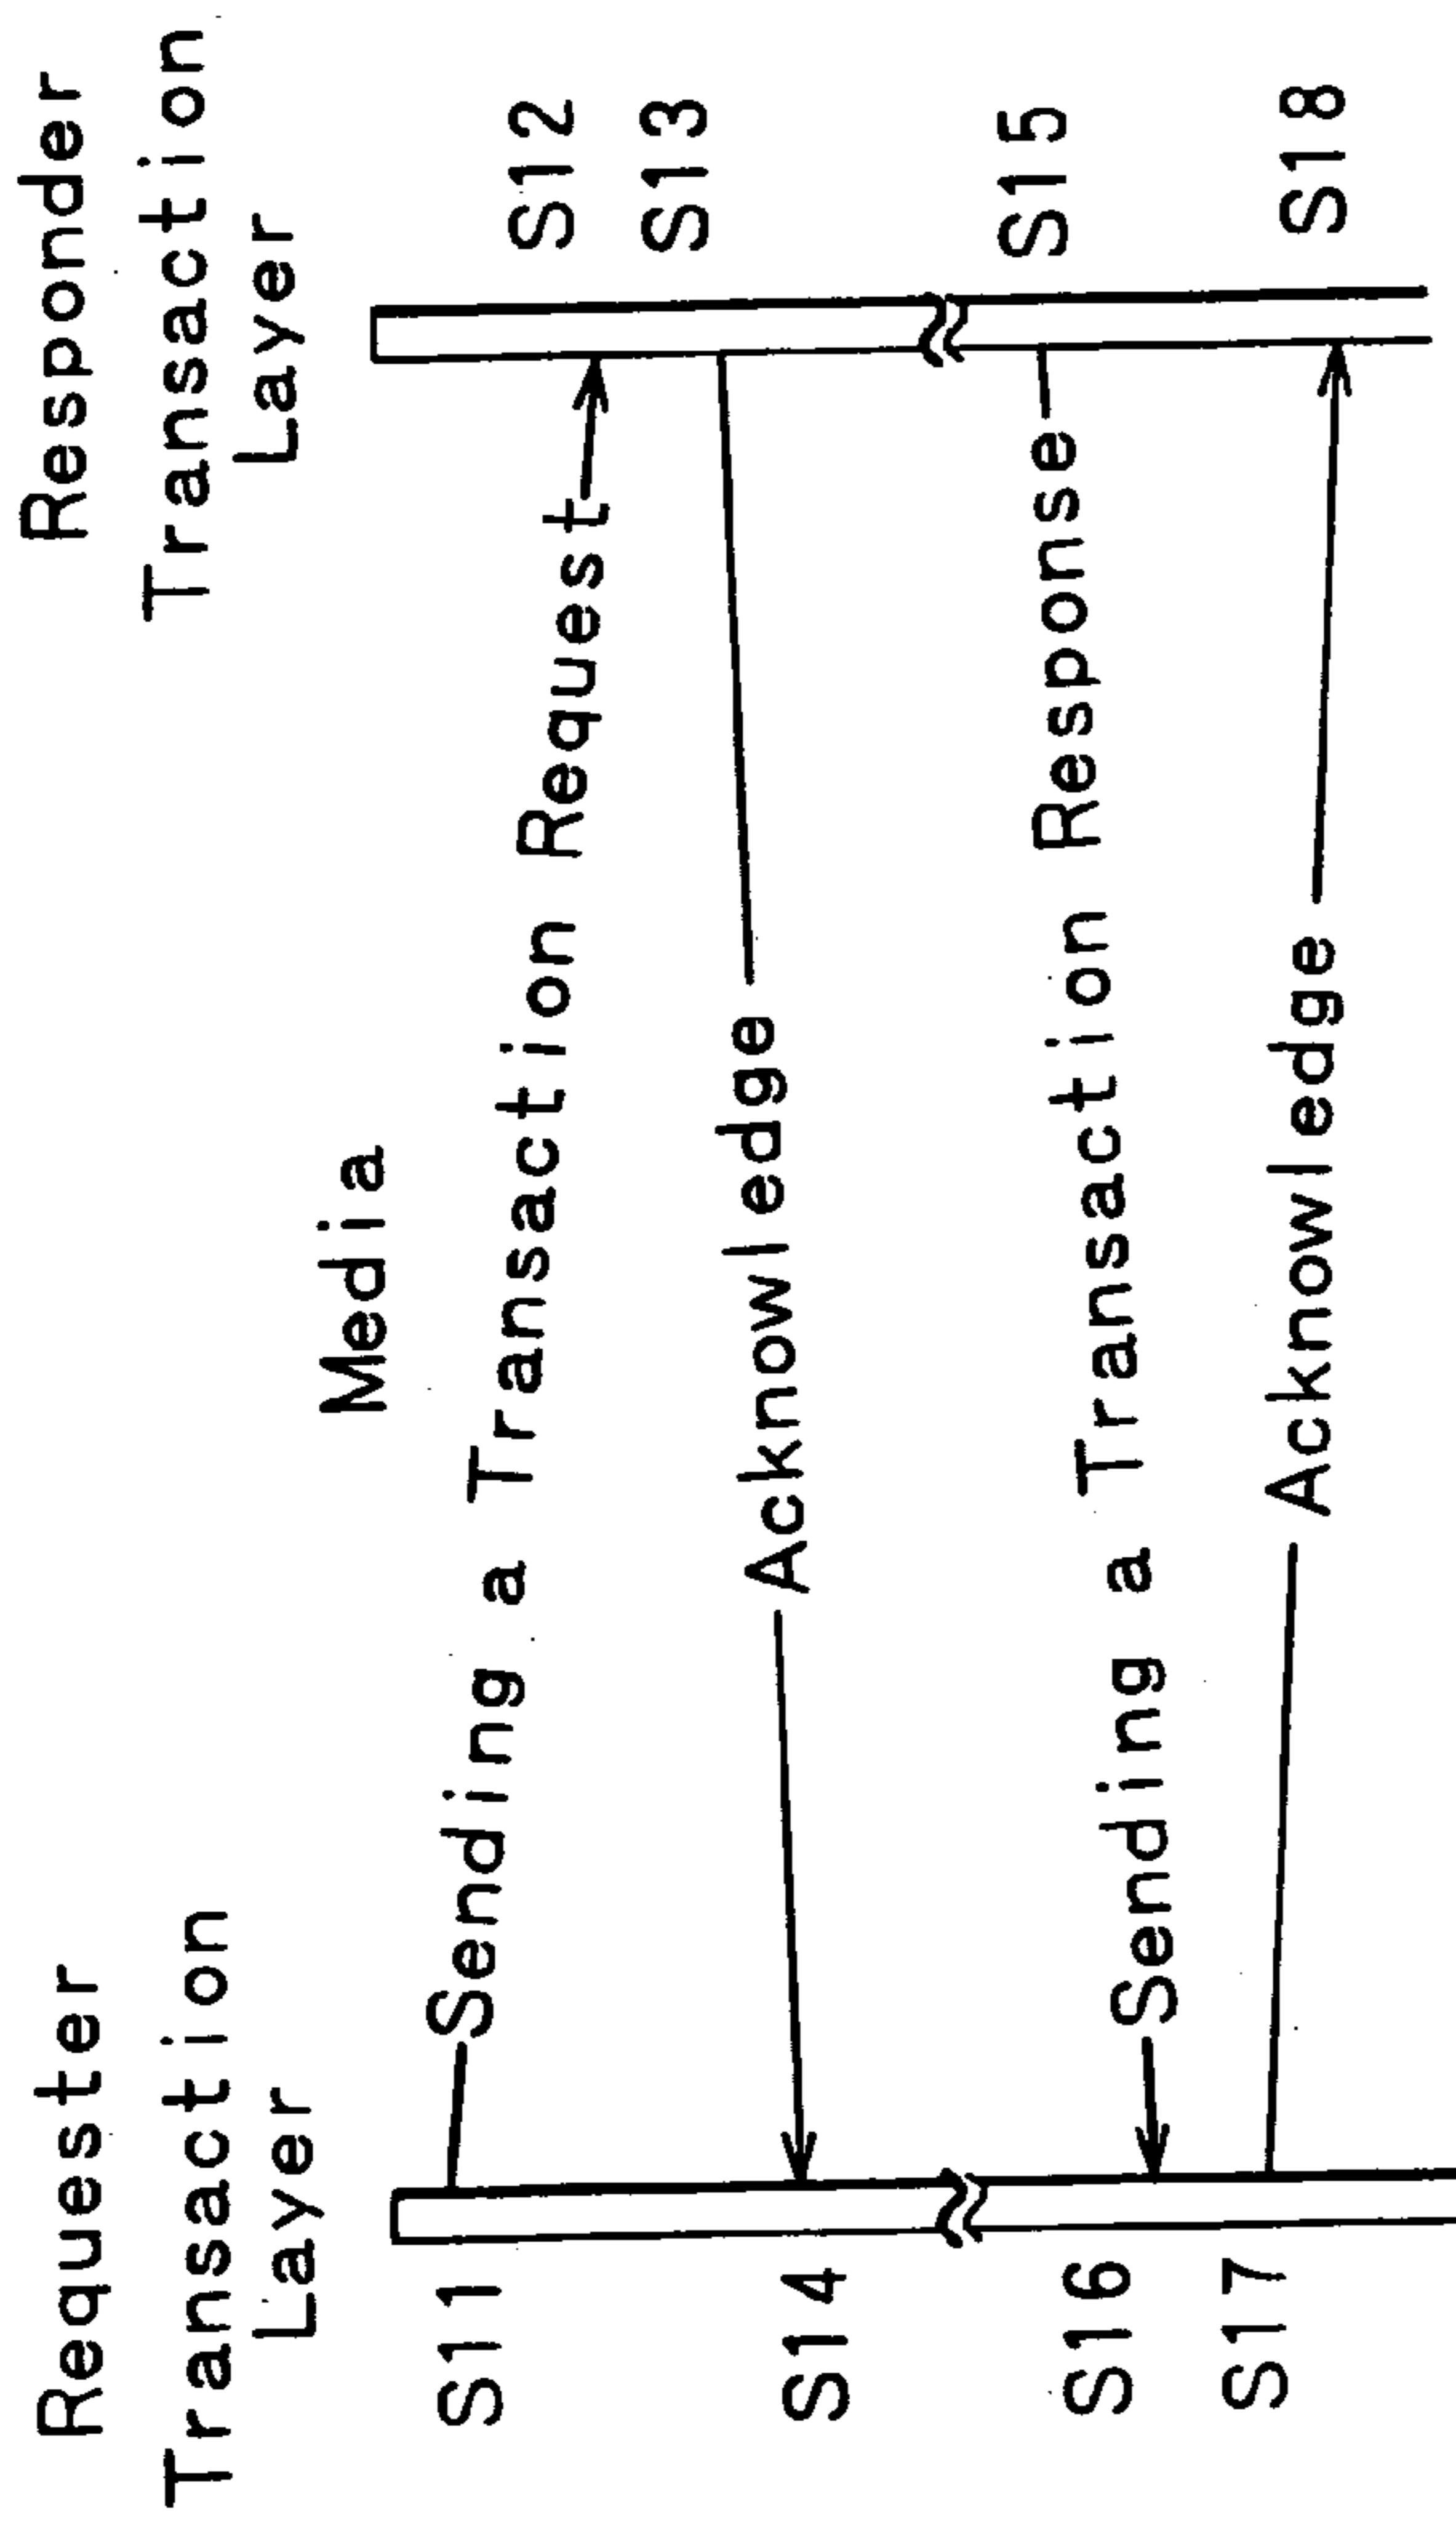 Requester
Transaction
Layer
Media
Responder
Transaction
Layer
S11
Sending a Transaction Request
S12
S13
Acknowledge
S14
S15
Sending a Transaction Response
S16
S17
Acknowledge
S18